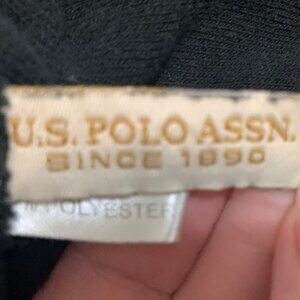 U.S. POLO ASSN.
SINCE 1890
POLYESTER